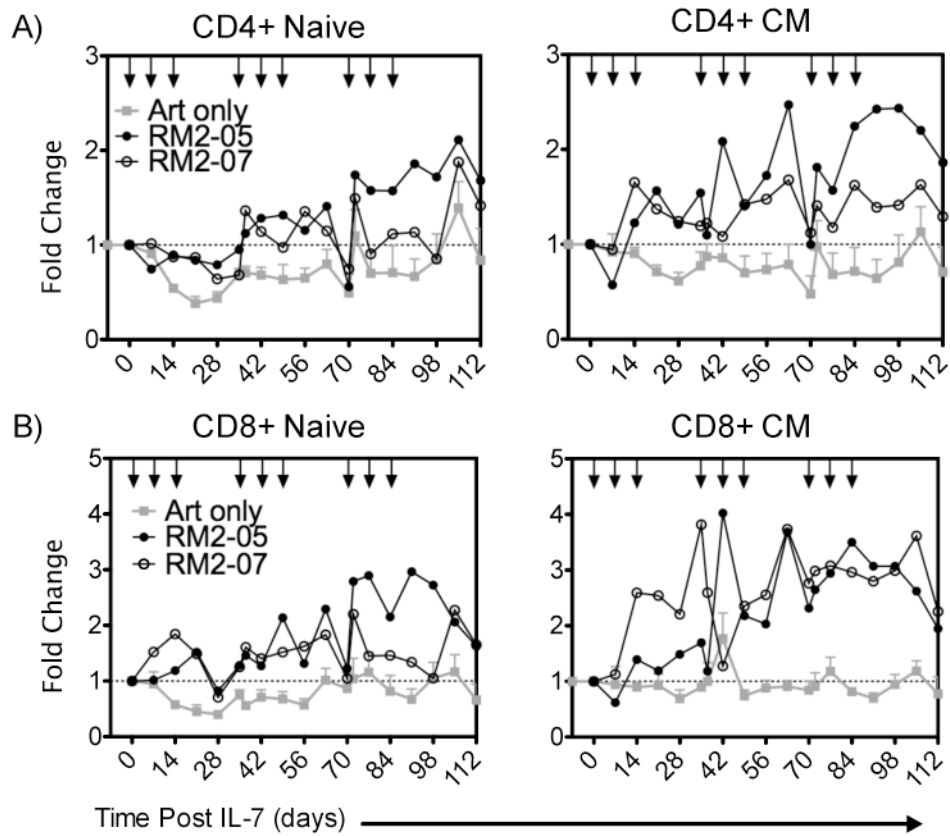 A)
CD4+ Naive
CD4+ CM
Fold Change
3
2
1
0
Art only
RM2-05
RM2-07
0 14 28 42 56 70 84 98 112
3
2
1
0
0 14 28 42 56 70 84 98 112
B)
CD8+ Naive
CD8+ CM
Fold Change
5
4
3
2
1
0
Art only
RM2-05
RM2-07
0 14 28 42 56 70 84 98 112
5
4
3
2
1
0
0 14 28 42 56 70 84 98 112
Time Post IL-7 (days)